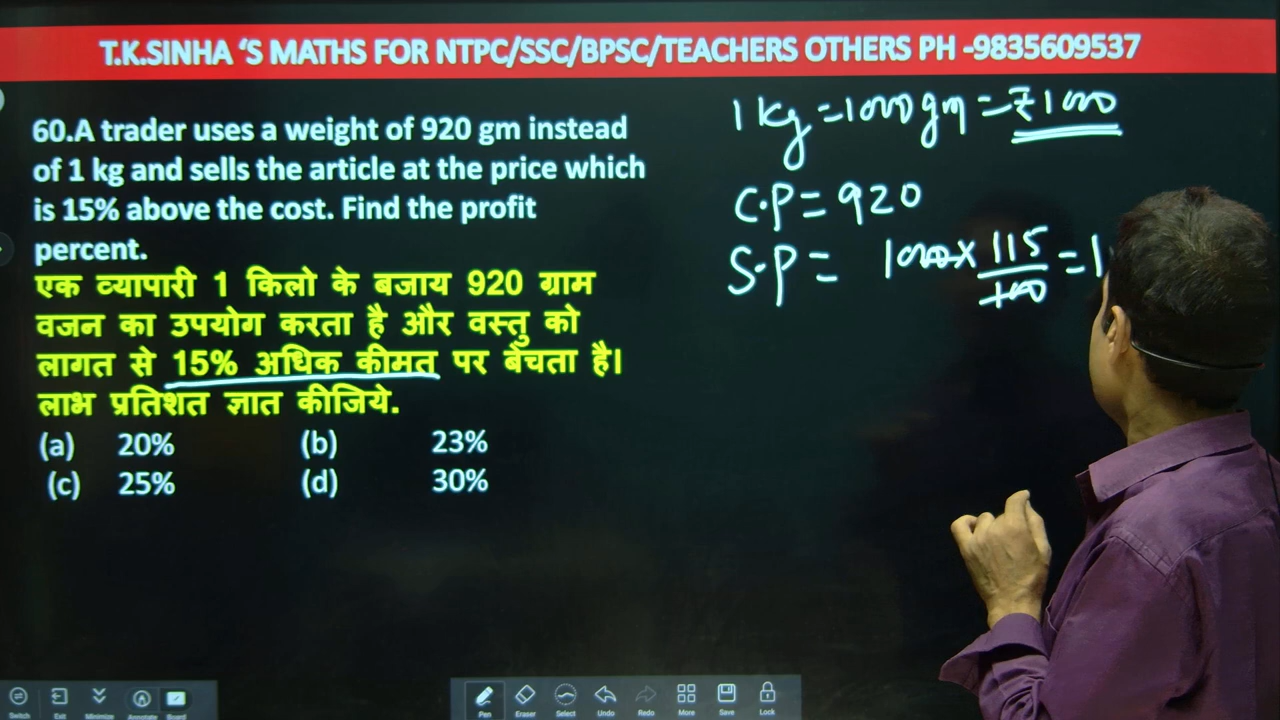 T.K.SINHA ‘S MATHS FOR NTPC/SSC/BPSC/TEACHERS OTHERS PH -9835609537
60.A trader uses a weight of 920 gm instead
of 1 kg and sells the article at the price which
is 15% above the cost. Find the profit
percent.
एक व्यापारी 1 किलो के बजाय 920 ग्राम
वजन का उपयोग करता है और वस्तु को
लागत से 15% अधिक कीमत पर बेचता है।
लाभ प्रतिशत ज्ञात कीजिये.
(a) 20% (b) 23%
(c) 25% (d) 30%
1 kg = 1000 gm = ₹1000
C.P = 920
S.P = 1000 × 115/100 = 1
Switch Exit Minimize Annotate Board
Pen Eraser Select Undo Redo More Save Lock